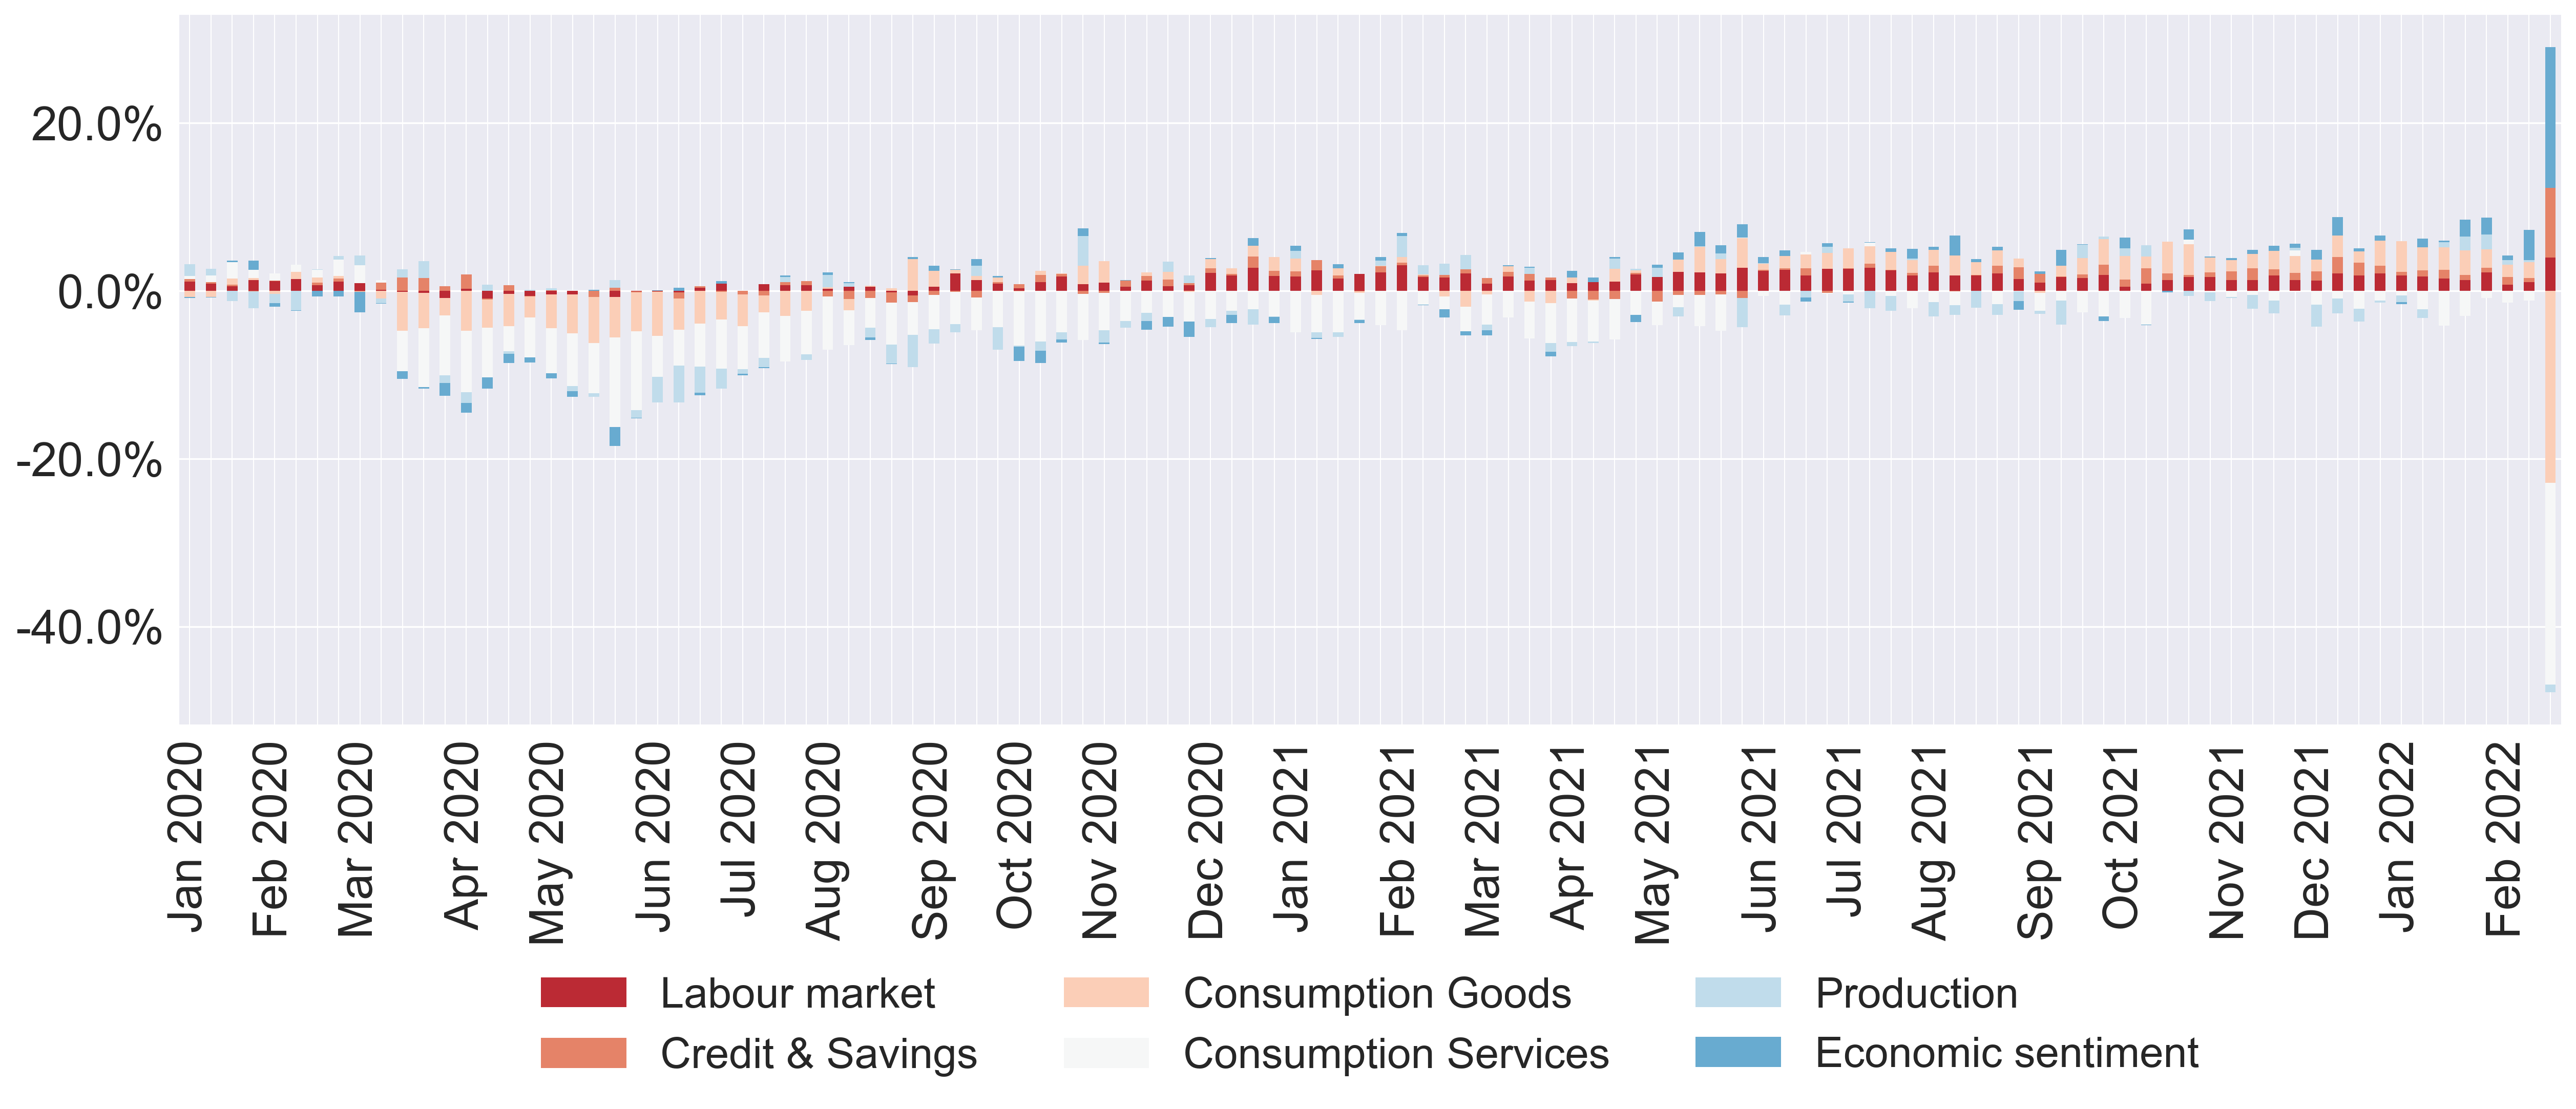 20.0%
0.0%
-20.0%
-40.0%
Jan 2020
Feb 2020
Mar 2020
Apr 2020
May 2020
Jun 2020
Jul 2020
Aug 2020
Sep 2020
Oct 2020
Nov 2020
Dec 2020
Jan 2021
Feb 2021
Mar 2021
Apr 2021
May 2021
Jun 2021
Jul 2021
Aug 2021
Sep 2021
Oct 2021
Nov 2021
Dec 2021
Jan 2022
Feb 2022
Labour market
Consumption Goods
Production
Credit & Savings
Consumption Services
Economic sentiment